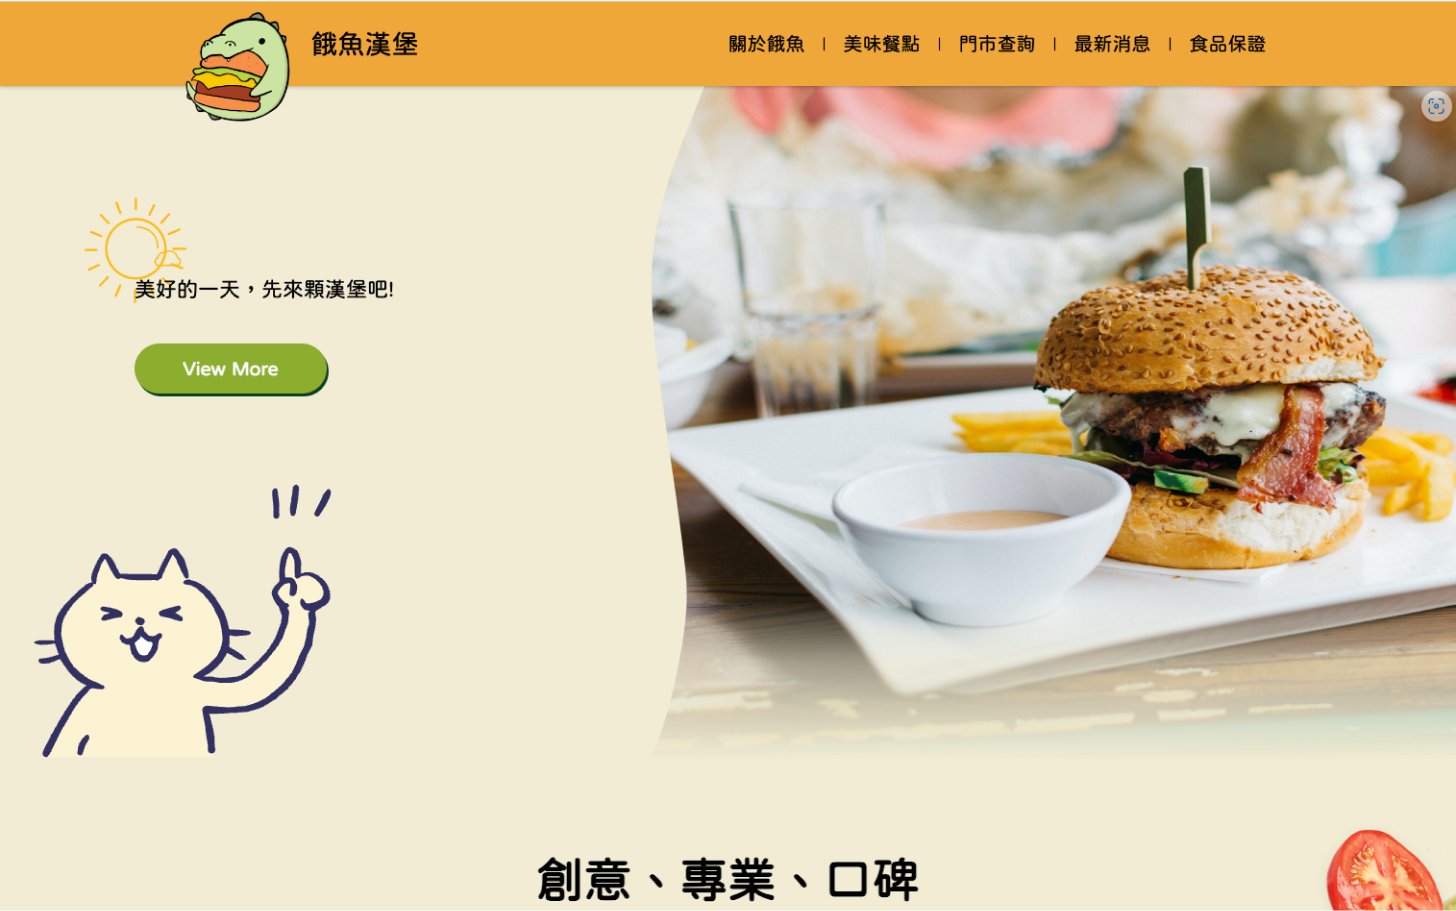 餓魚漢堡
關於餓魚 | 美味餐點 | 門市查詢 | 最新消息 | 食品保證
美好的一天，先來顆漢堡吧!
View More
創意、專業、口碑